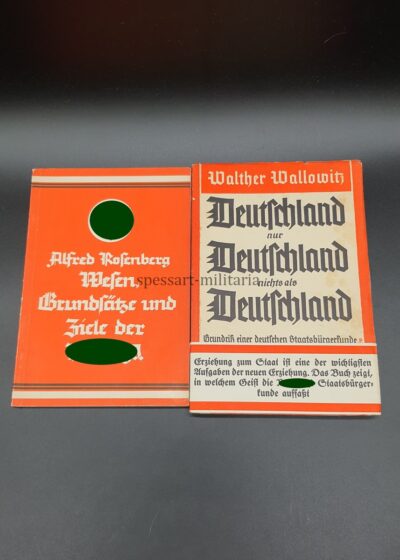 Alfred Rosenberg
Wesen,
Grundsätze und
Ziele der
Walther Wallowitz
Deutschland
nur
Deutschland
nichts als
Deutschland
Grundriß einer deutschen Staatsbürgerkunde
Erziehung zum Staat ist eine der wichtigsten
Aufgaben der neuen Erziehung. Das Buch zeigt,
in welchem Geist die Staatsbürger-
kunde auffaßt
spessart-militaria